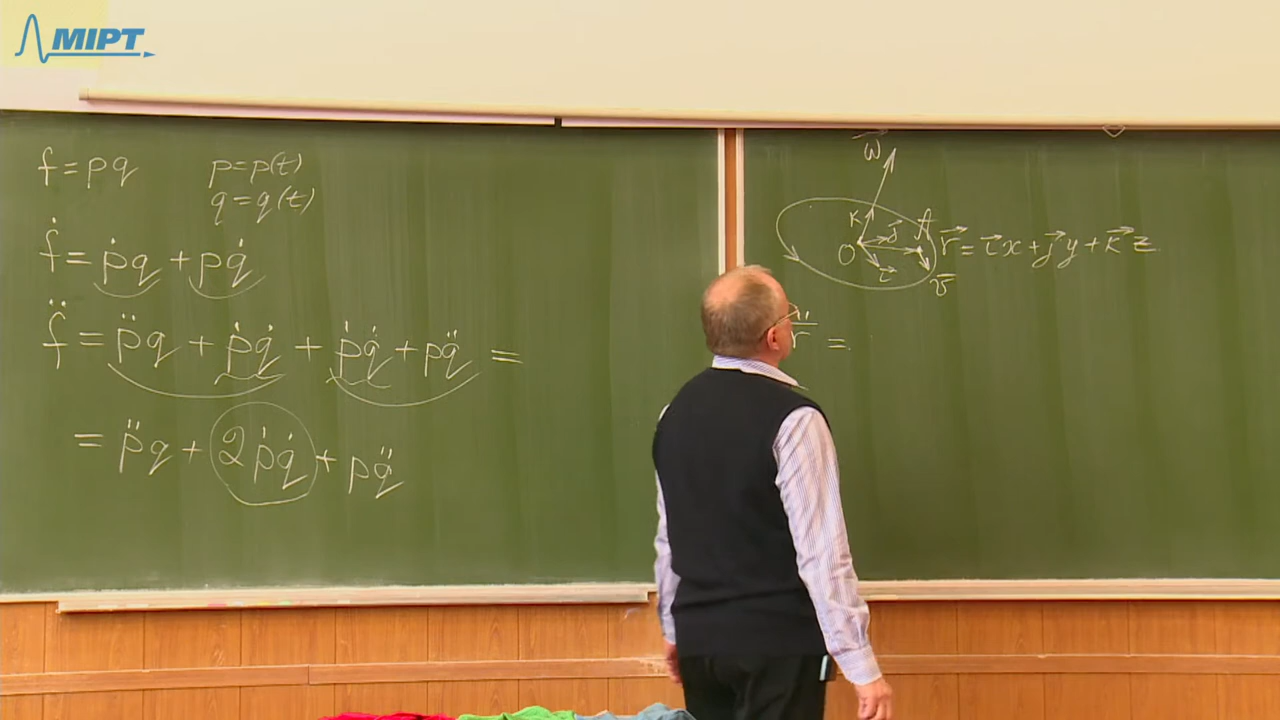 MIPT
f = pq
p = p(t)
q = q(t)
ḟ = ṗq + pq̇
f̈ = p̈q + ṗq̇ + ṗq̇ + pq̈ =
= p̈q + 2ṗq̇ + pq̈
ω⃗
K
j⃗
A
O
i⃗
v⃗
r⃗ = i⃗x + j⃗y + k⃗z
r̈ =